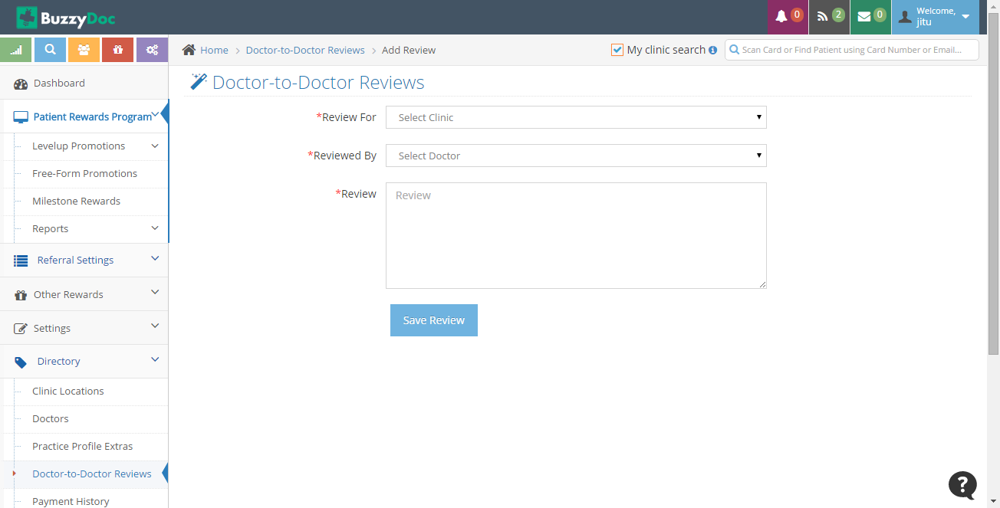 BuzzyDoc
0
2
0
Welcome,
jitu
Home > Doctor-to-Doctor Reviews > Add Review
My clinic search
Scan Card or Find Patient using Card Number or Email...
Dashboard
Patient Rewards Program
Levelup Promotions
Free-Form Promotions
Milestone Rewards
Reports
Referral Settings
Other Rewards
Settings
Directory
Clinic Locations
Doctors
Practice Profile Extras
Doctor-to-Doctor Reviews
Payment History
Doctor-to-Doctor Reviews
*Review For
Select Clinic
*Reviewed By
Select Doctor
*Review
Review
Save Review
?